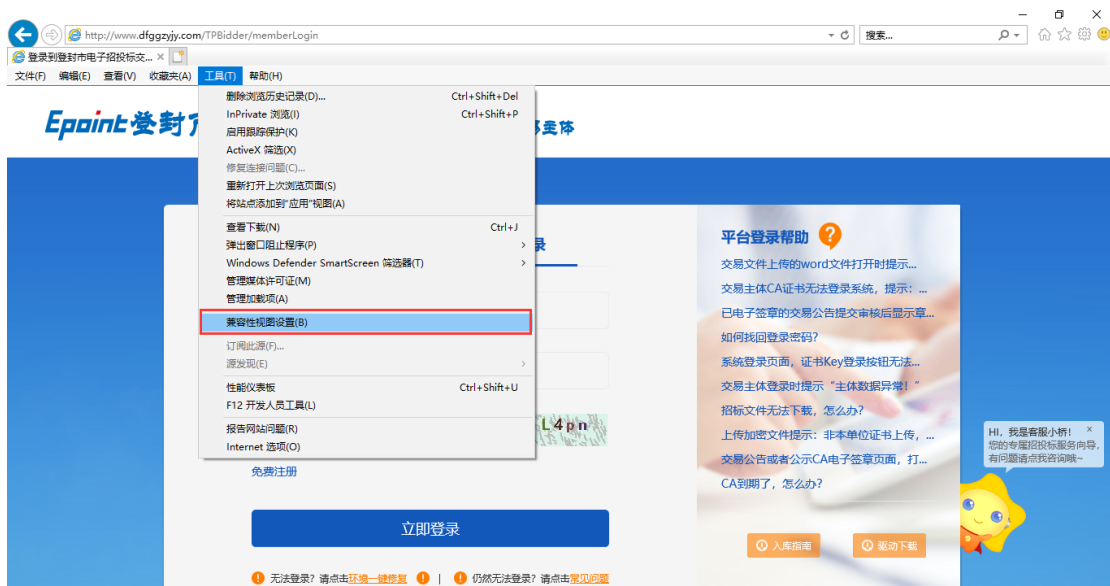 http://www.dfggzyjy.com/TPBidder/memberLogin
搜索...
登录到登封市电子招投标交...
文件(F) 编辑(E) 查看(V) 收藏夹(A) 工具(T) 帮助(H)
删除浏览历史记录(D)... Ctrl+Shift+Del
InPrivate 浏览(I) Ctrl+Shift+P
启用跟踪保护(K)
ActiveX 筛选(X)
修复连接问题(C)...
重新打开上次浏览页面(S)
将站点添加到“应用”视图(A)
查看下载(N) Ctrl+J
弹出窗口阻止程序(P)
Windows Defender SmartScreen 筛选器(T)
管理媒体许可证(M)
管理加载项(A)
兼容性视图设置(B)
订阅此源(F)...
源发现(E)
性能仪表板 Ctrl+Shift+U
F12 开发人员工具(L)
报告网站问题(R)
Internet 选项(O)
Epoint 登封
主体
录
L4pn
免费注册
立即登录
无法登录? 请点击环境一键修复 | 仍然无法登录? 请点击常见问题
平台登录帮助 ?
交易文件上传的word文件打开时提示...
交易主体CA证书无法登录系统，提示：...
已电子签章的交易公告提交审核后显示章...
如何找回登录密码?
系统登录页面，证书Key登录按钮无法...
交易主体登录时提示“主体数据异常！”
招标文件无法下载，怎么办?
上传加密文件提示：非本单位证书上传，...
交易公告或者公示CA电子签章页面，打...
CA到期了，怎么办?
入库指南 驱动下载
HI，我是客服小桥！ ×
您的专属招投标服务向导，
有问题请点我咨询哦~